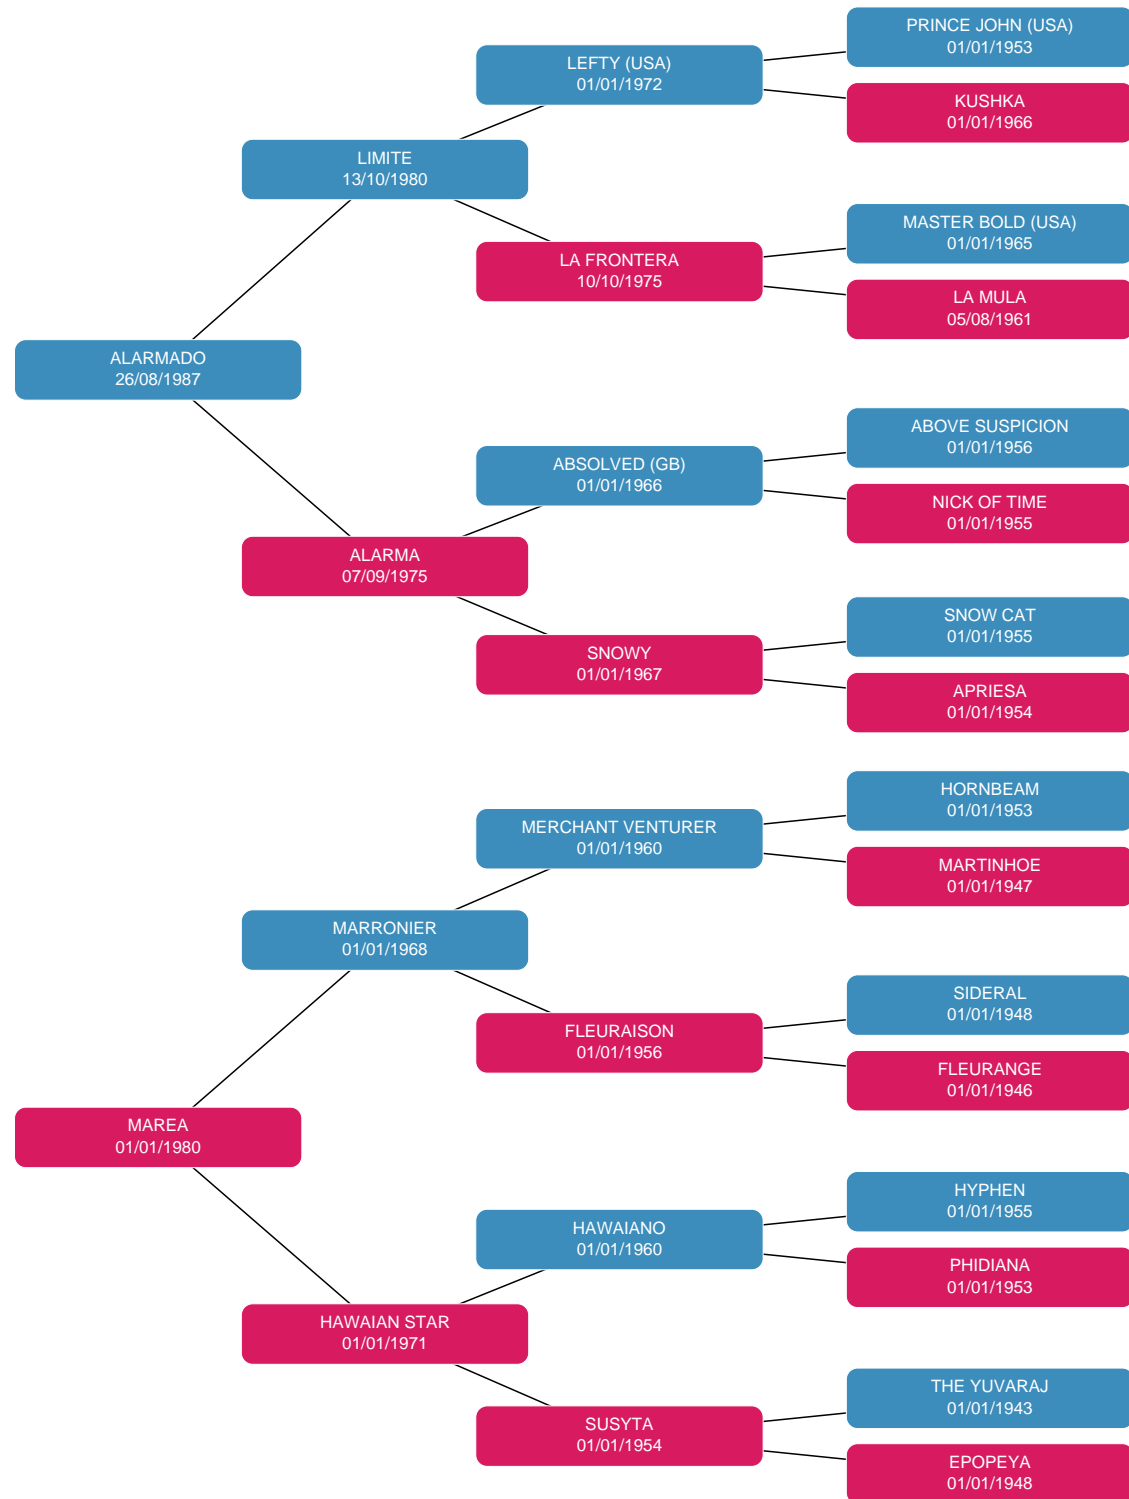 PRINCE JOHN (USA)
01/01/1953
LEFTY (USA)
01/01/1972
KUSHKA
01/01/1966
LIMITE
13/10/1980
MASTER BOLD (USA)
01/01/1965
LA FRONTERA
10/10/1975
LA MULA
05/08/1961
ALARMADO
26/08/1987
ABOVE SUSPICION
01/01/1956
ABSOLVED (GB)
01/01/1966
NICK OF TIME
01/01/1955
ALARMA
07/09/1975
SNOW CAT
01/01/1955
SNOWY
01/01/1967
APRIESA
01/01/1954
HORNBEAM
01/01/1953
MERCHANT VENTURER
01/01/1960
MARTINHOE
01/01/1947
MARRONIER
01/01/1968
SIDERAL
01/01/1948
FLEURAISON
01/01/1956
FLEURANGE
01/01/1946
MAREA
01/01/1980
HYPHEN
01/01/1955
HAWAIANO
01/01/1960
PHIDIANA
01/01/1953
HAWAIAN STAR
01/01/1971
THE YUVARAJ
01/01/1943
SUSYTA
01/01/1954
EPOPEYA
01/01/1948